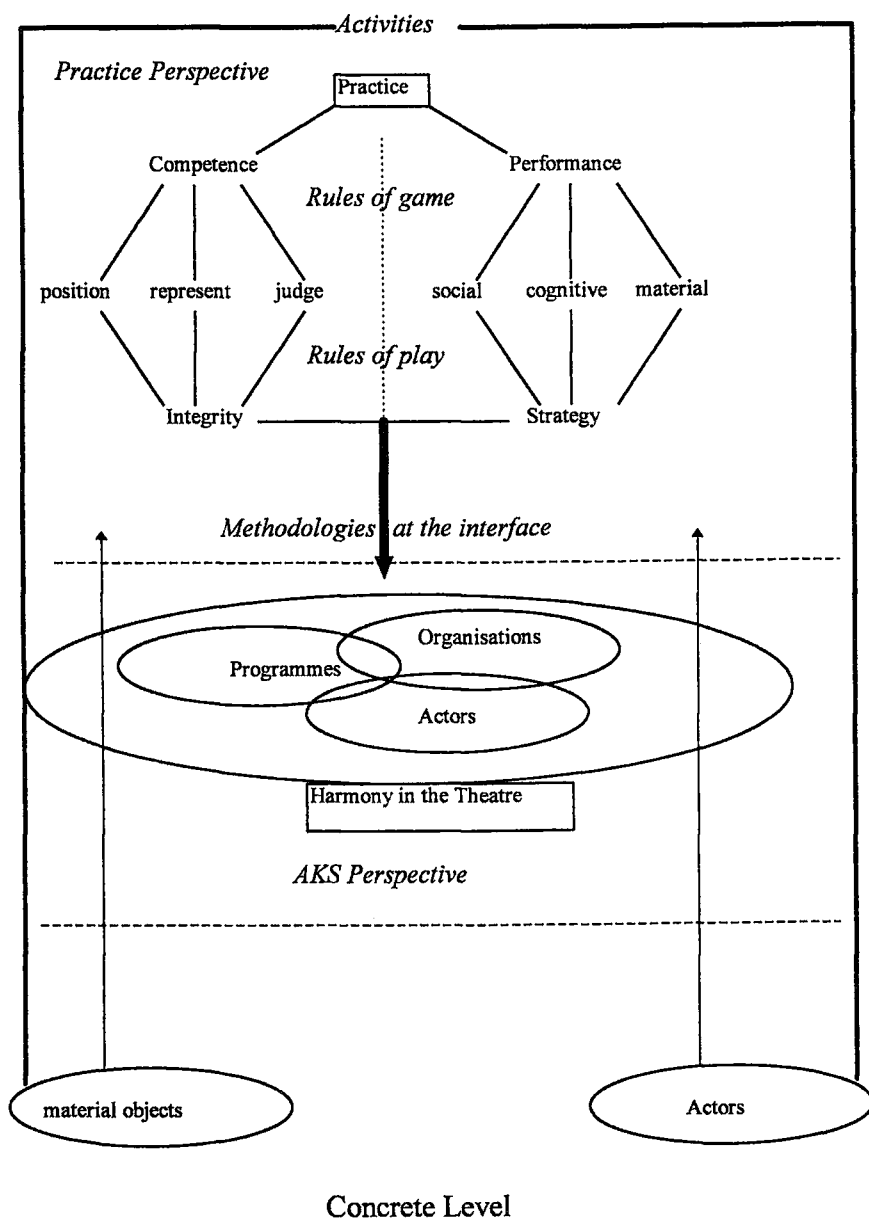 Activities
Practice Perspective
Practice
Competence
Performance
Rules of game
position represent judge social cognitive material
Rules of play
Integrity
Strategy
Methodologies at the interface
Organisations
Programmes
Actors
Harmony in the Theatre
AKS Perspective
material objects
Actors
Concrete Level